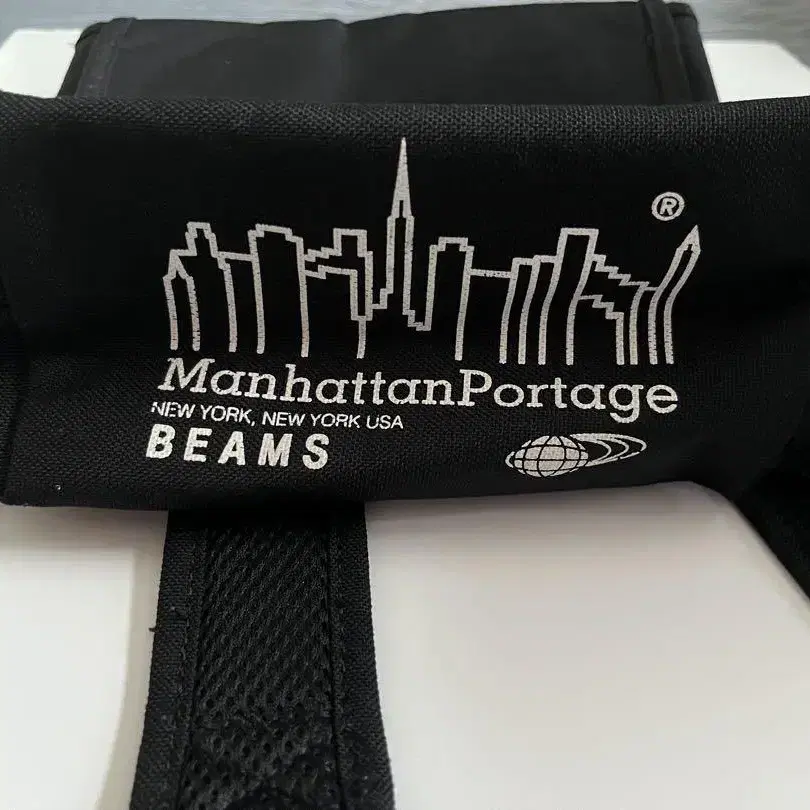 ®
ManhattanPortage
NEW YORK, NEW YORK USA
BEAMS